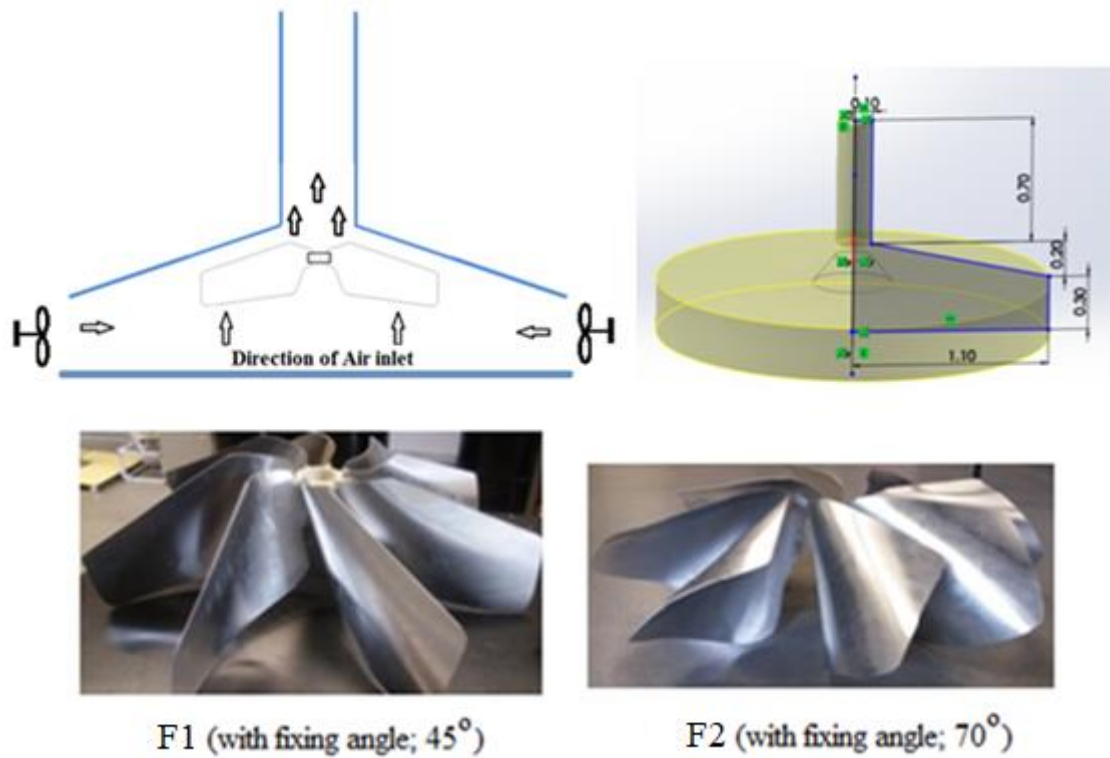 Direction of Air inlet
0.10
0.70
0.20
0.30
1.10
F1 (with fixing angle; 45°)
F2 (with fixing angle; 70°)